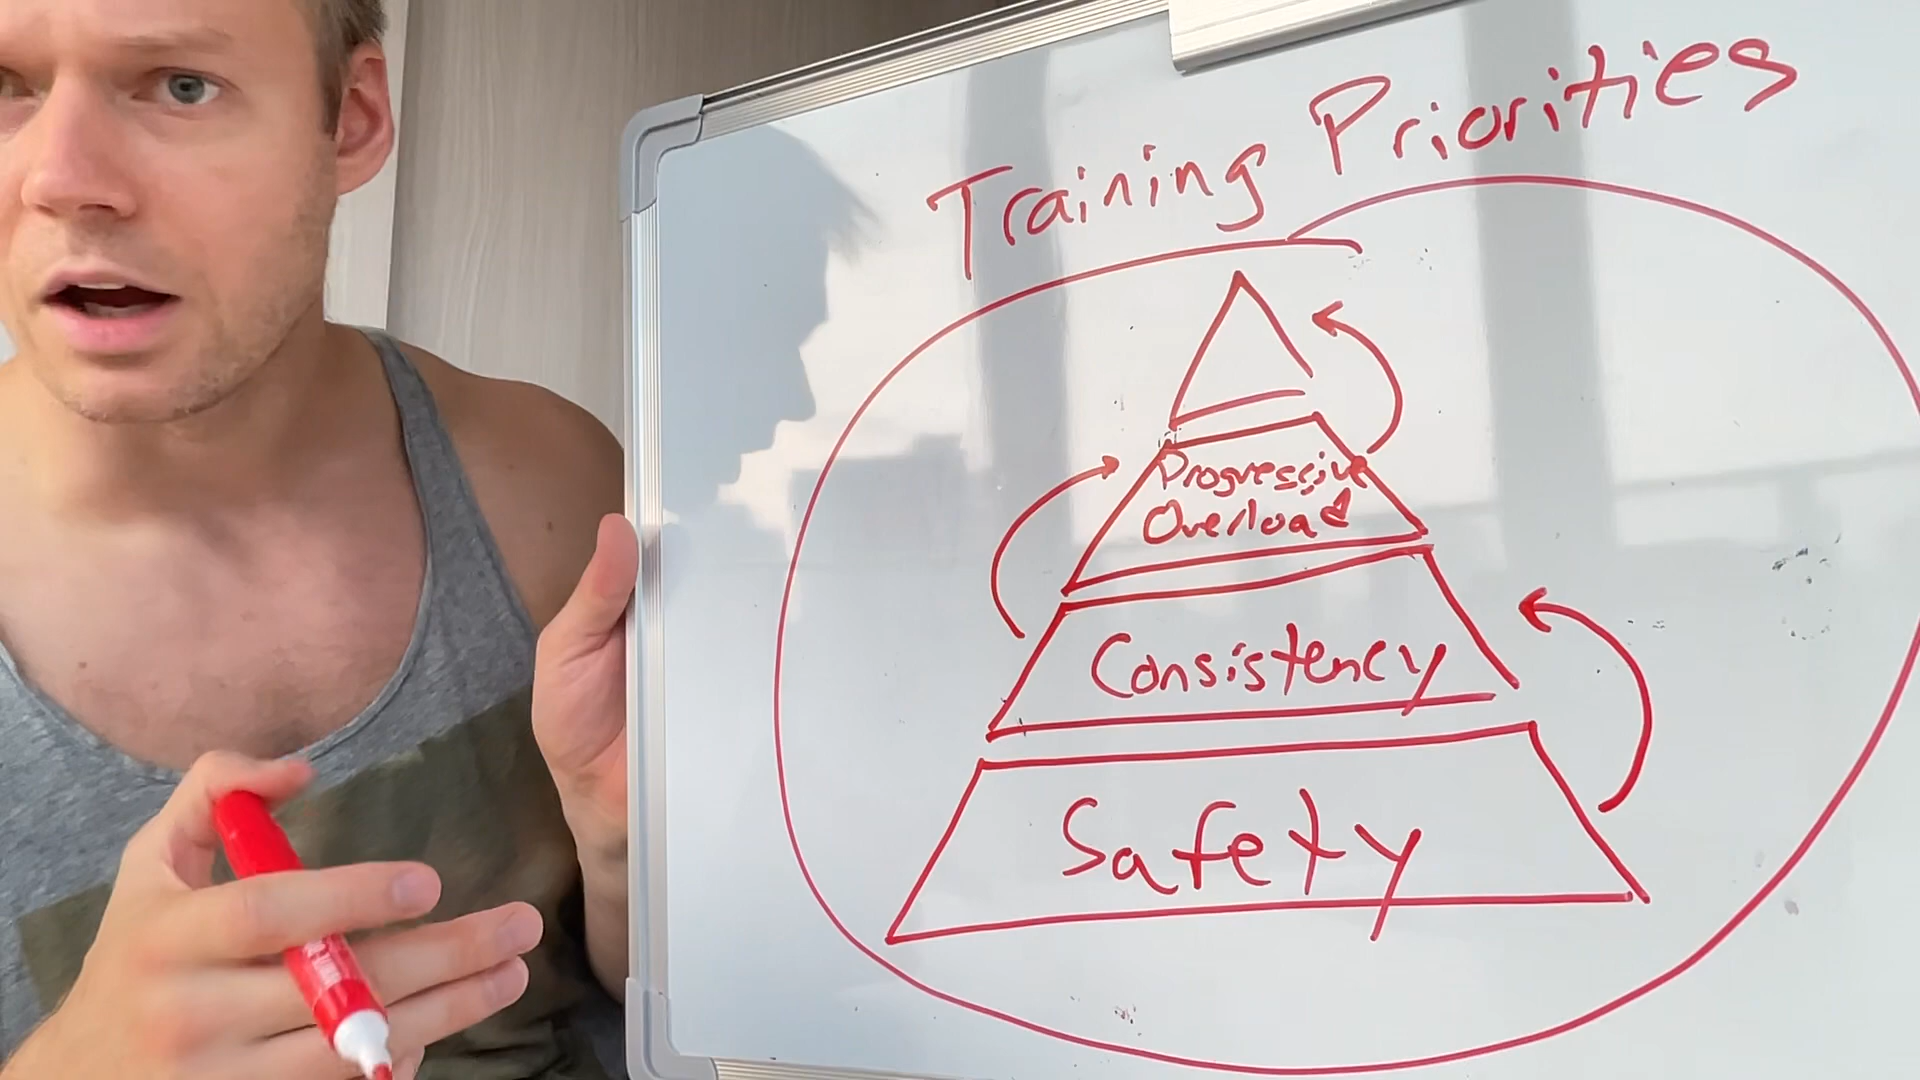 Training Priorities
Progressive
Overload
Consistency
Safety